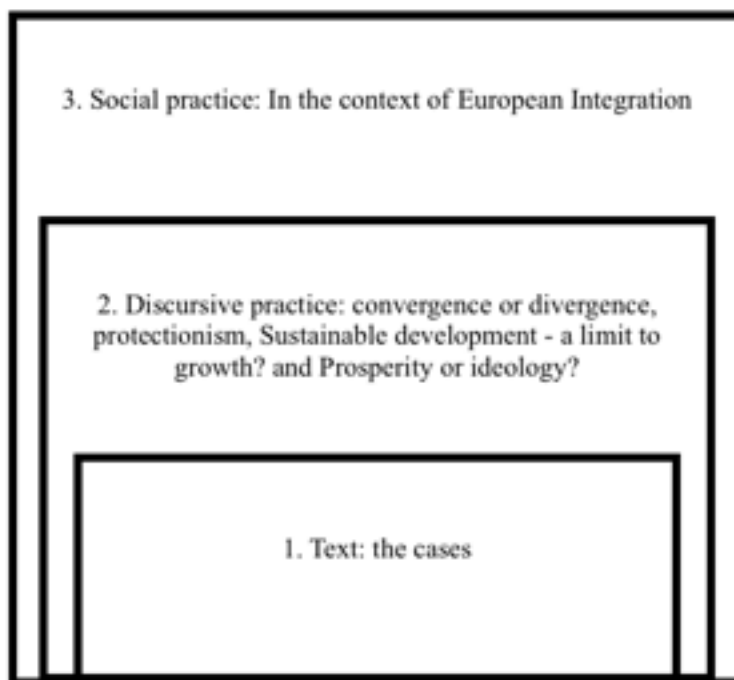 3. Social practice: In the context of European Integration
2. Discursive practice: convergence or divergence,
protectionism, Sustainable development - a limit to
growth? and Prosperity or ideology?
1. Text: the cases